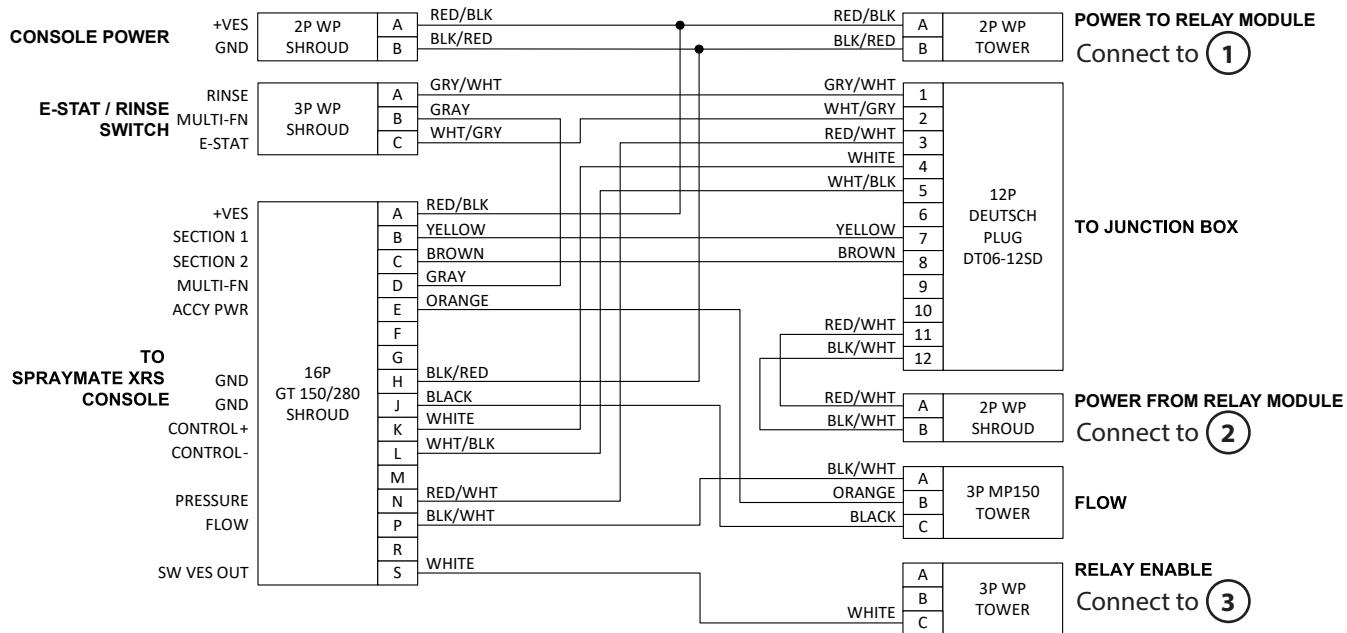 CONSOLE POWER
+VES
GND
2P WP
SHROUD
A
B
RED/BLK
BLK/RED
RED/BLK
BLK/RED
A
B
2P WP
TOWER
POWER TO RELAY MODULE
Connect to 1
E-STAT / RINSE
SWITCH
RINSE
MULTI-FN
E-STAT
3P WP
SHROUD
A
B
C
GRY/WHT
GRAY
WHT/GRY
GRY/WHT
WHT/GRY
RED/WHT
WHITE
WHT/BLK
YELLOW
BROWN
RED/WHT
BLK/WHT
1
2
3
4
5
6
7
8
9
10
11
12
12P
DEUTSCH
PLUG
DT06-12SD
TO JUNCTION BOX
TO
SPRAYMATE XRS
CONSOLE
+VES
SECTION 1
SECTION 2
MULTI-FN
ACCY PWR
GND
GND
CONTROL+
CONTROL-
PRESSURE
FLOW
SW VES OUT
16P
GT 150/280
SHROUD
A
B
C
D
E
F
G
H
J
K
L
M
N
P
R
S
RED/BLK
YELLOW
BROWN
GRAY
ORANGE
BLK/RED
BLACK
WHITE
WHT/BLK
RED/WHT
BLK/WHT
WHITE
RED/WHT
BLK/WHT
A
B
2P WP
SHROUD
POWER FROM RELAY MODULE
Connect to 2
BLK/WHT
ORANGE
BLACK
A
B
C
3P MP150
TOWER
FLOW
WHITE
A
B
C
3P WP
TOWER
RELAY ENABLE
Connect to 3